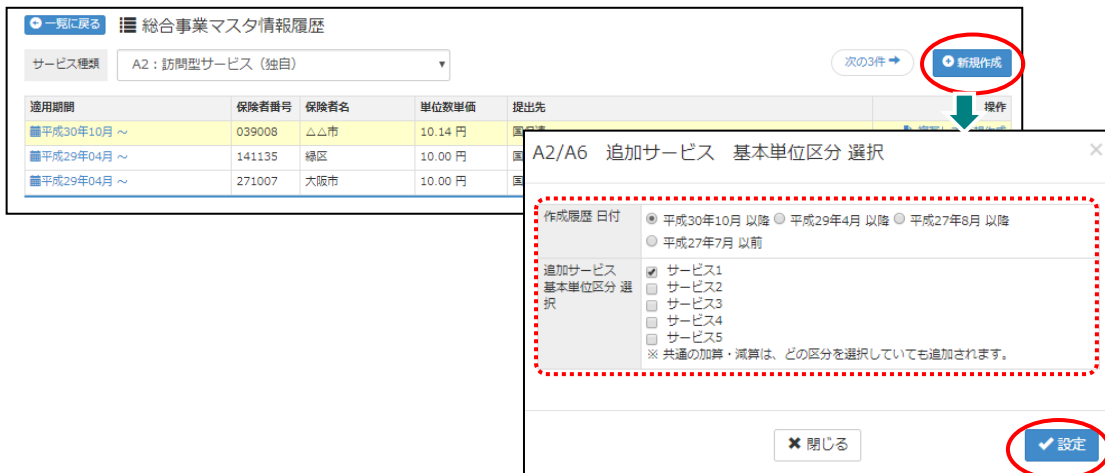 一覧に戻る 総合事業マスタ情報履歴
サービス種類 A2:訪問型サービス(独自) 次の3件 新規作成
適用期間 保険者番号 保険者名 単位数単価 提出先 操作
平成30年10月 ~ 039008 △△市 10.14 円
平成29年04月 ~ 141135 緑区 10.00 円 国
平成29年04月 ~ 271007 大阪市 10.00 円 国
A2/A6 追加サービス 基本単位区分 選択 ×
作成履歴 日付 平成30年10月 以降 平成29年4月 以降 平成27年8月 以降
平成27年7月 以前
追加サービス
基本単位区分 選
択
サービス1
サービス2
サービス3
サービス4
サービス5
※ 共通の加算・減算は、どの区分を選択していても追加されます。
閉じる 設定